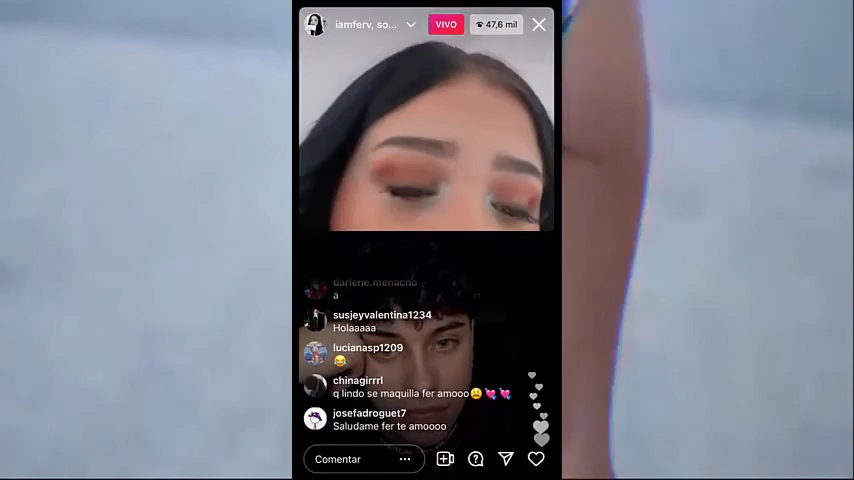 iamferv, so...
VIVO
47,6 mil
darlene.menacno
a
susjeyvalentina1234
Holaaaaa
lucianasp1209
😂
chinagirrrl
q lindo se maquilla fer amooo😩💘💘
josefadroguet7
Saludame fer te amoooo
Comentar